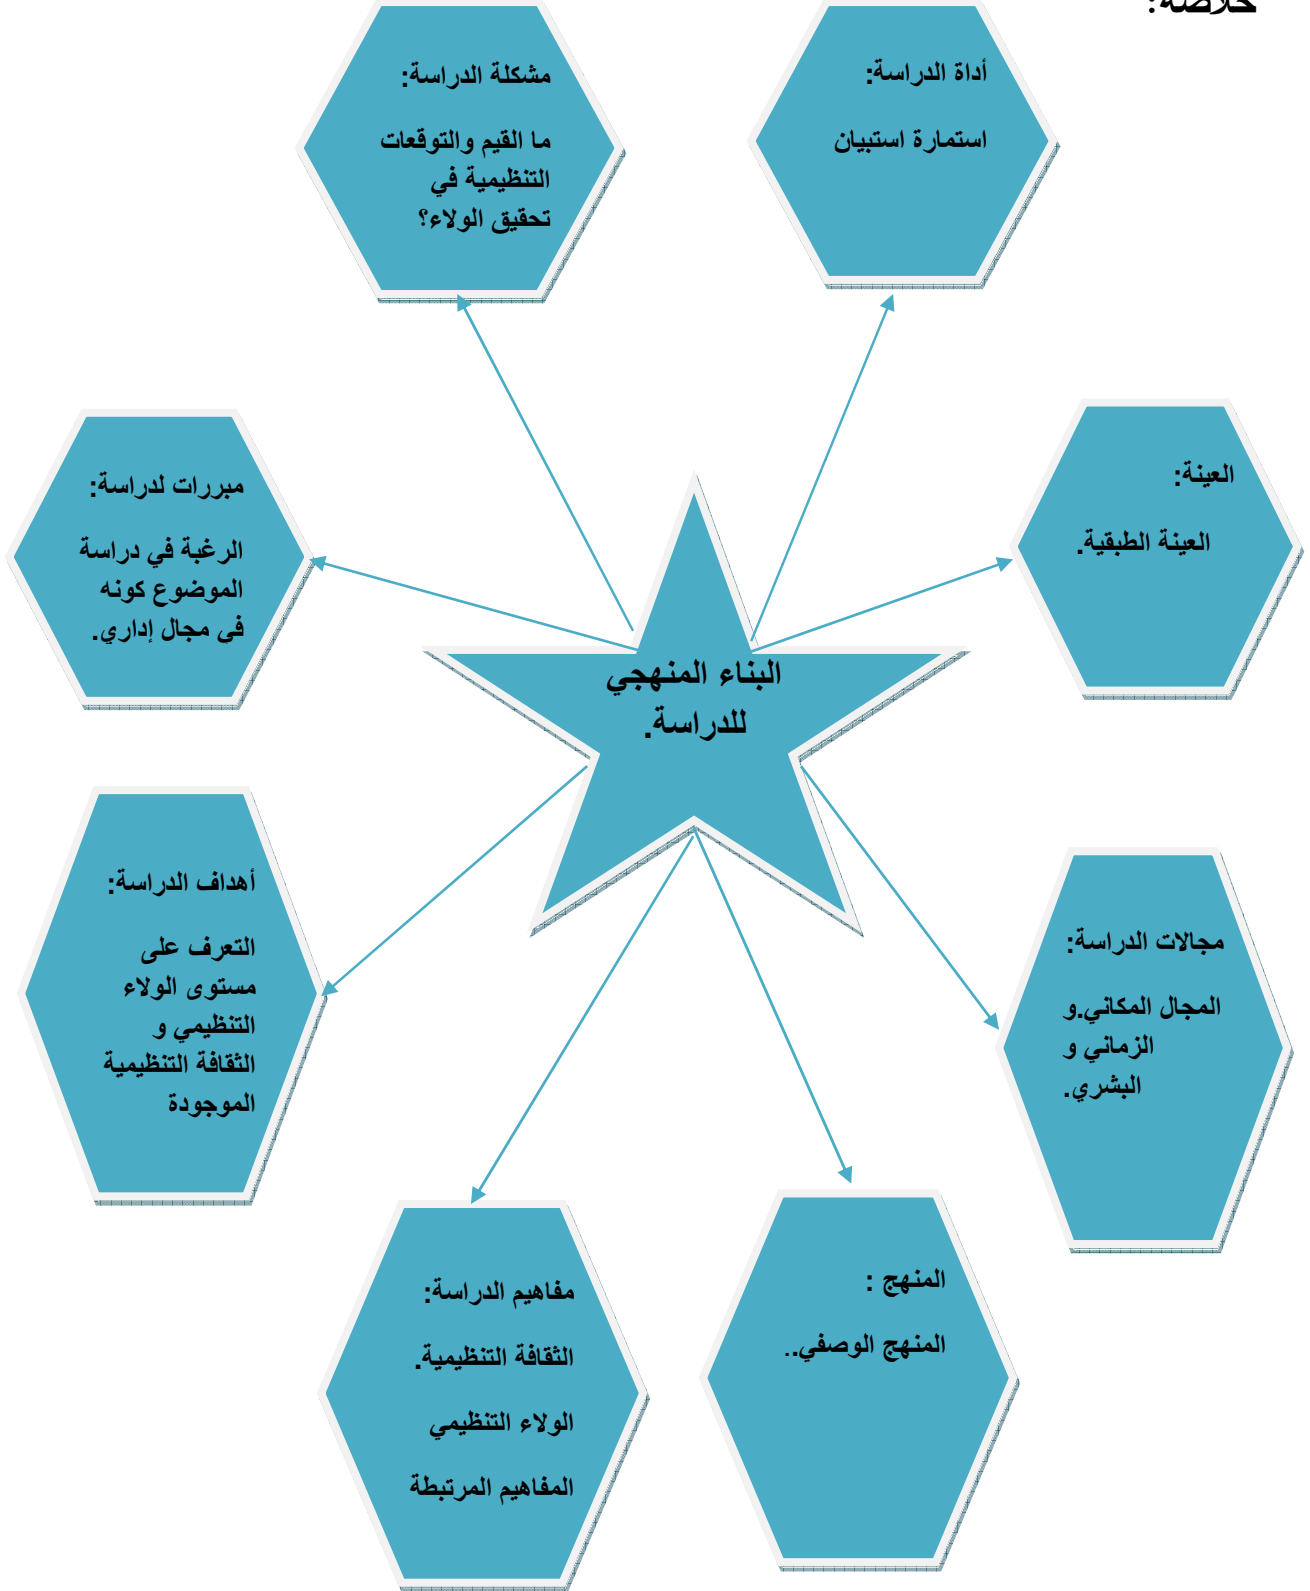 خلاصة:
أداة الدراسة:
استمارة استبيان
مشكلة الدراسة:
ما القيم والتوقعات
التنظيمية في
تحقيق الولاء؟
العينة:
العينة الطبقية.
مبررات لدراسة:
الرغبة في دراسة
الموضوع كونه
في مجال إداري.
البناء المنهجي
للدراسة.
مجالات الدراسة:
المجال المكاني.و
الزماني و
البشري.
أهداف الدراسة:
التعرف على
مستوى الولاء
التنظيمي و
الثقافة التنظيمية
الموجودة
المنهج :
المنهج الوصفي..
مفاهيم الدراسة:
الثقافة التنظيمية.
الولاء التنظيمي
المفاهيم المرتبطة